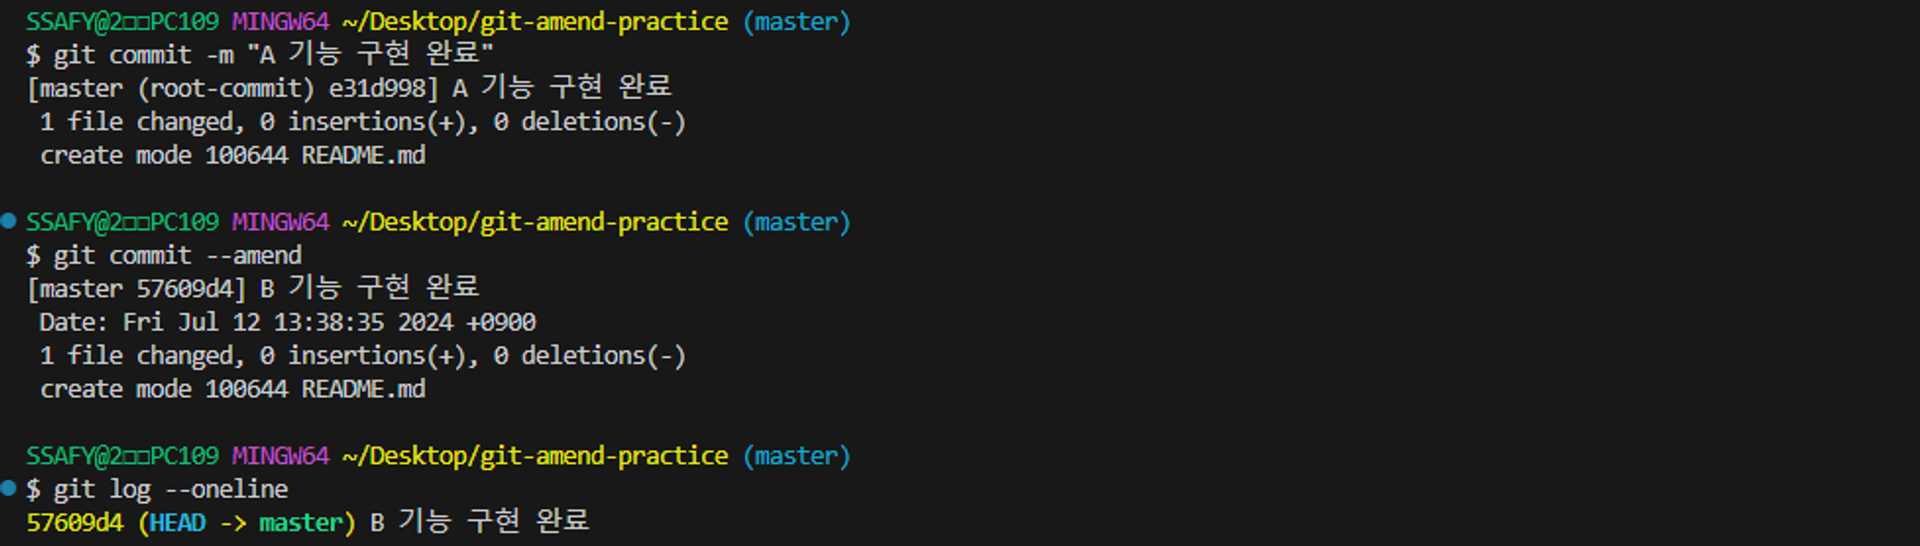 SSAFY@2□□PC109 MINGW64 ~/Desktop/git-amend-practice (master)
$ git commit -m "A 기능 구현 완료"
[master (root-commit) e31d998] A 기능 구현 완료
 1 file changed, 0 insertions(+), 0 deletions(-)
 create mode 100644 README.md
SSAFY@2□□PC109 MINGW64 ~/Desktop/git-amend-practice (master)
$ git commit --amend
[master 57609d4] B 기능 구현 완료
 Date: Fri Jul 12 13:38:35 2024 +0900
 1 file changed, 0 insertions(+), 0 deletions(-)
 create mode 100644 README.md
SSAFY@2□□PC109 MINGW64 ~/Desktop/git-amend-practice (master)
$ git log --oneline
57609d4 (HEAD -> master) B 기능 구현 완료